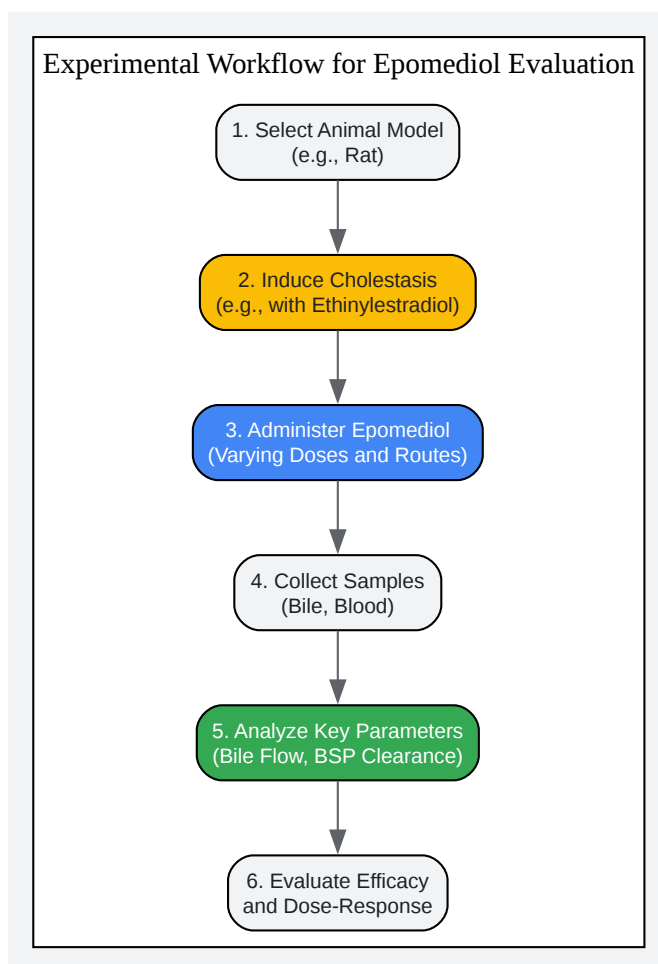 Experimental Workflow for Epomediol Evaluation
1. Select Animal Model
(e.g., Rat)
2. Induce Cholestasis
(e.g., with Ethinylestradiol)
3. Administer Epomediol
(Varying Doses and Routes)
4. Collect Samples
(Bile, Blood)
5. Analyze Key Parameters
(Bile Flow, BSP Clearance)
6. Evaluate Efficacy
and Dose-Response